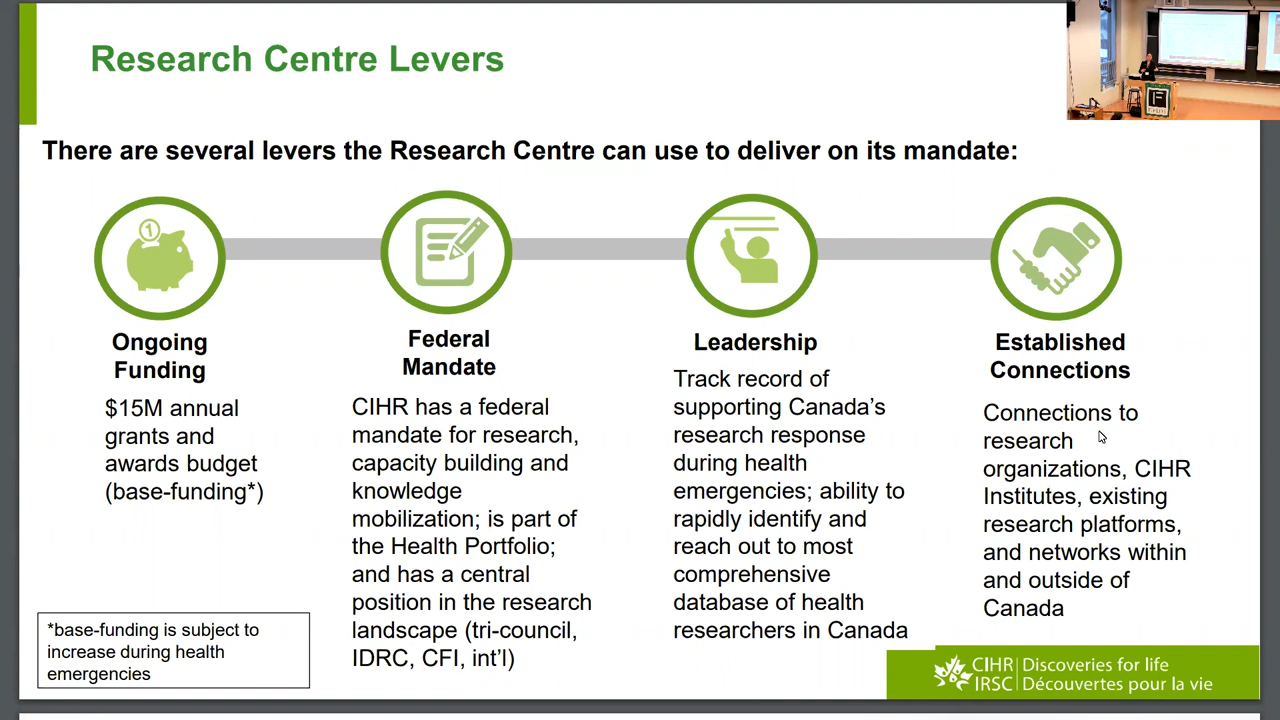 Research Centre Levers
There are several levers the Research Centre can use to deliver on its mandate:
1
Ongoing
Funding
$15M annual
grants and
awards budget
(base-funding*)
Federal
Mandate
CIHR has a federal
mandate for research,
capacity building and
knowledge
mobilization; is part of
the Health Portfolio;
and has a central
position in the research
landscape (tri-council,
IDRC, CFI, int'l)
Leadership
Track record of
supporting Canada's
research response
during health
emergencies; ability to
rapidly identify and
reach out to most
comprehensive
database of health
researchers in Canada
Established
Connections
Connections to
research
organizations, CIHR
Institutes, existing
research platforms,
and networks within
and outside of
Canada
*base-funding is subject to
increase during health
emergencies
CIHR Discoveries for life
IRSC Découvertes pour la vie